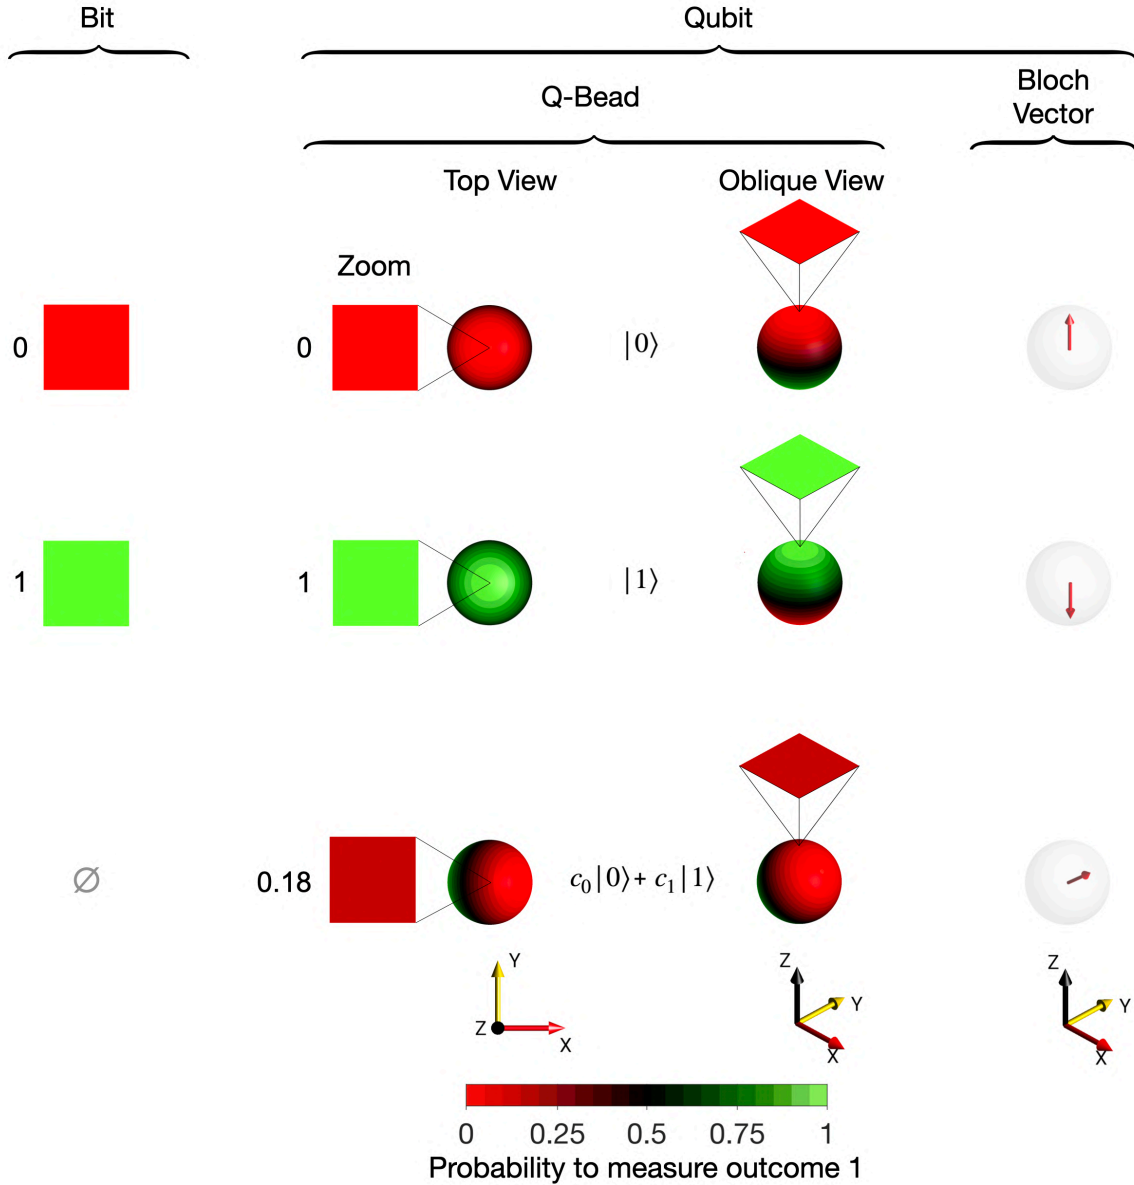 Bit
Qubit
Q-Bead
Bloch
Vector
Top View
Oblique View
Zoom
0
0
|0⟩
1
1
|1⟩
∅
0.18
c₀|0⟩ + c₁|1⟩
Y
Z
X
Z
Y
X
Z
Y
X
0 0.25 0.5 0.75 1
Probability to measure outcome 1